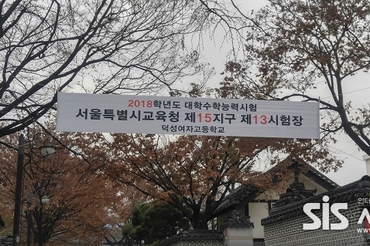 2018학년도 대학수학능력시험
서울특별시교육청 제15지구 제13시험장
덕성여자고등학교
인터
SIS